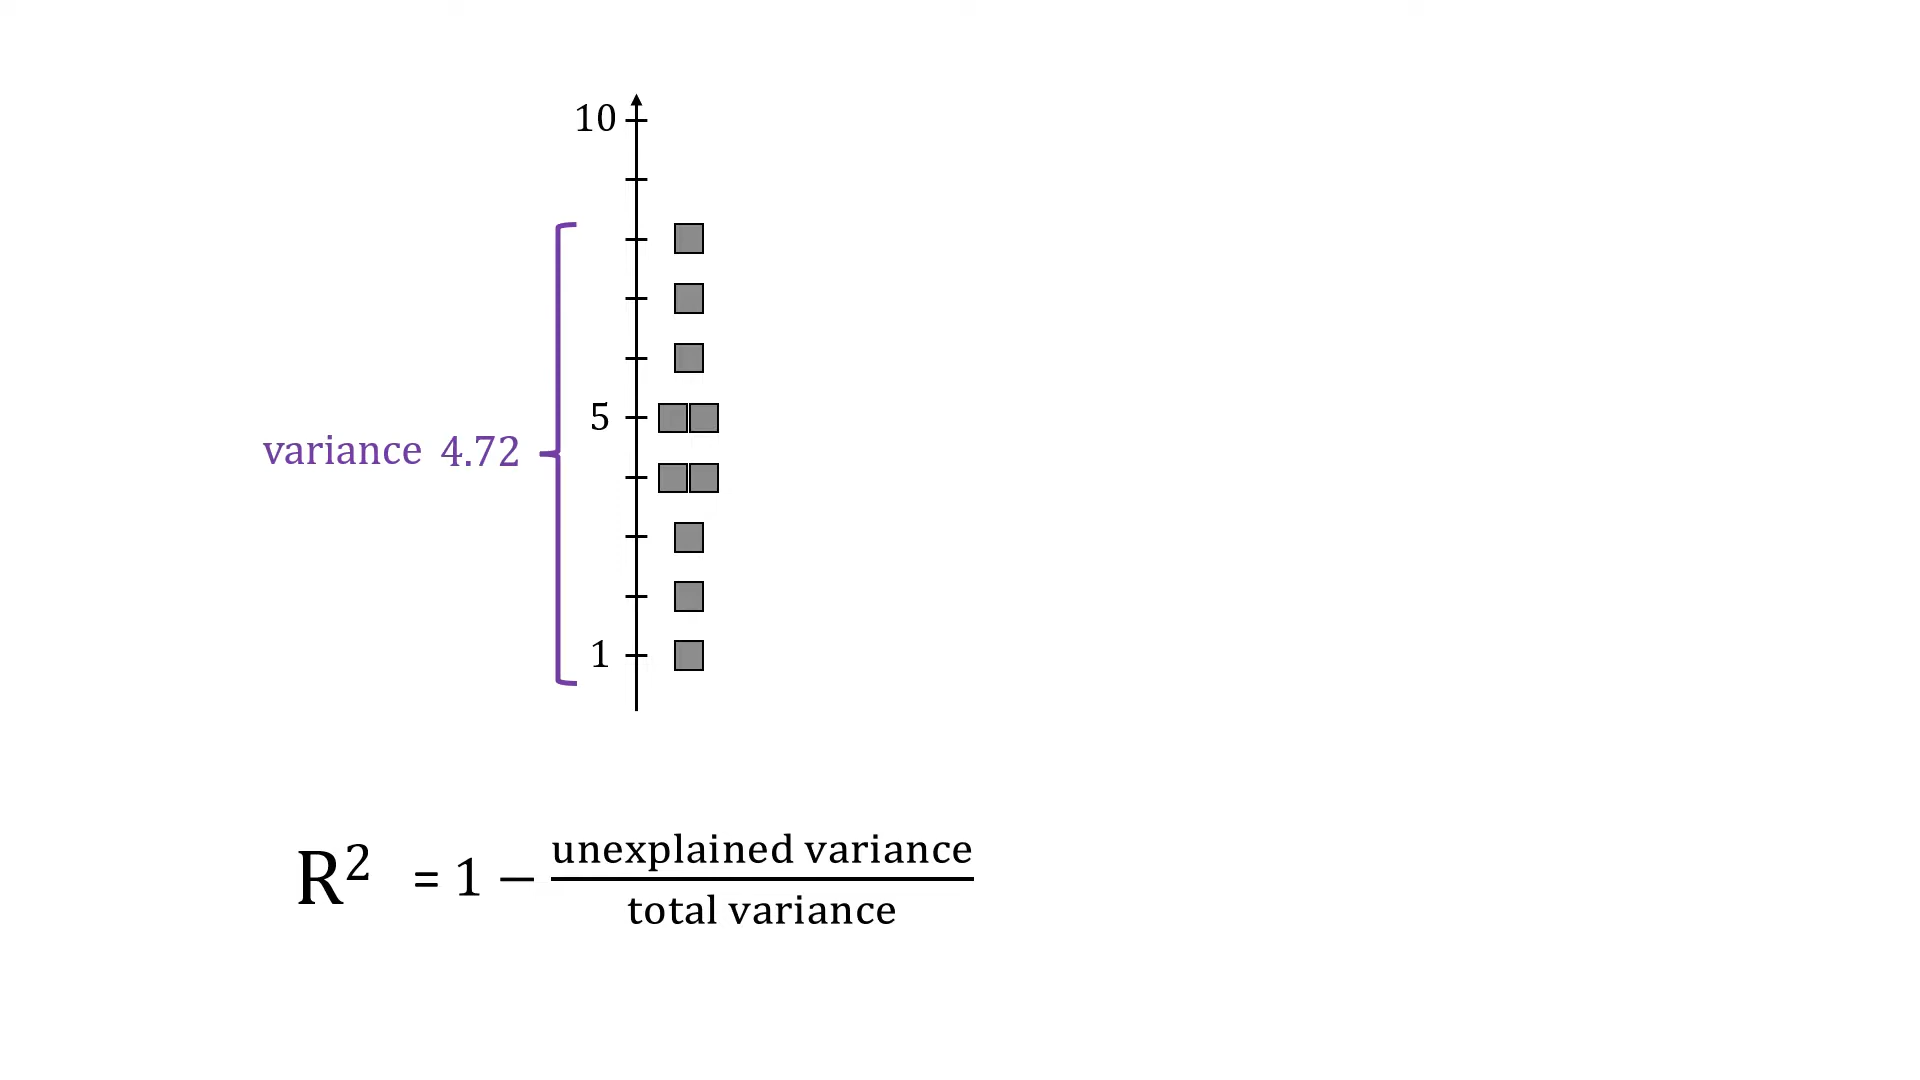 10
5
variance 4.72
1
R² = 1 − unexplained variance
total variance